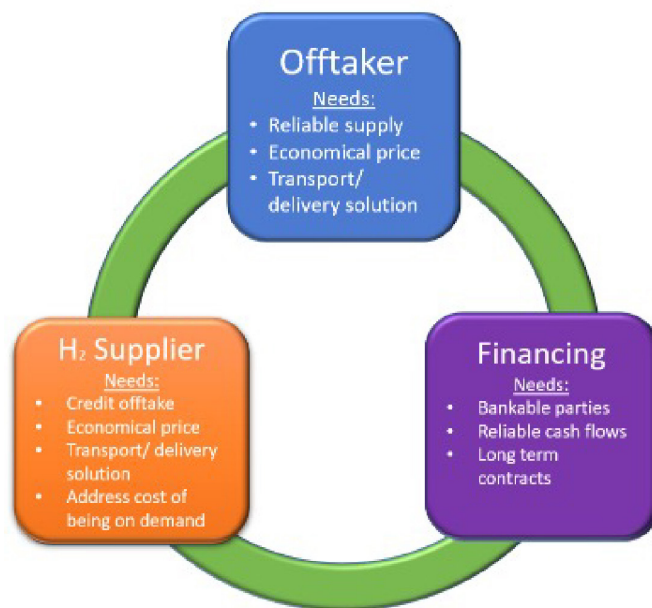 Offtaker
Needs:
• Reliable supply
• Economical price
• Transport/
delivery solution
H₂ Supplier
Needs:
• Credit offtake
• Economical price
• Transport/ delivery
solution
• Address cost of
being on demand
Financing
Needs:
• Bankable parties
• Reliable cash flows
• Long term
contracts